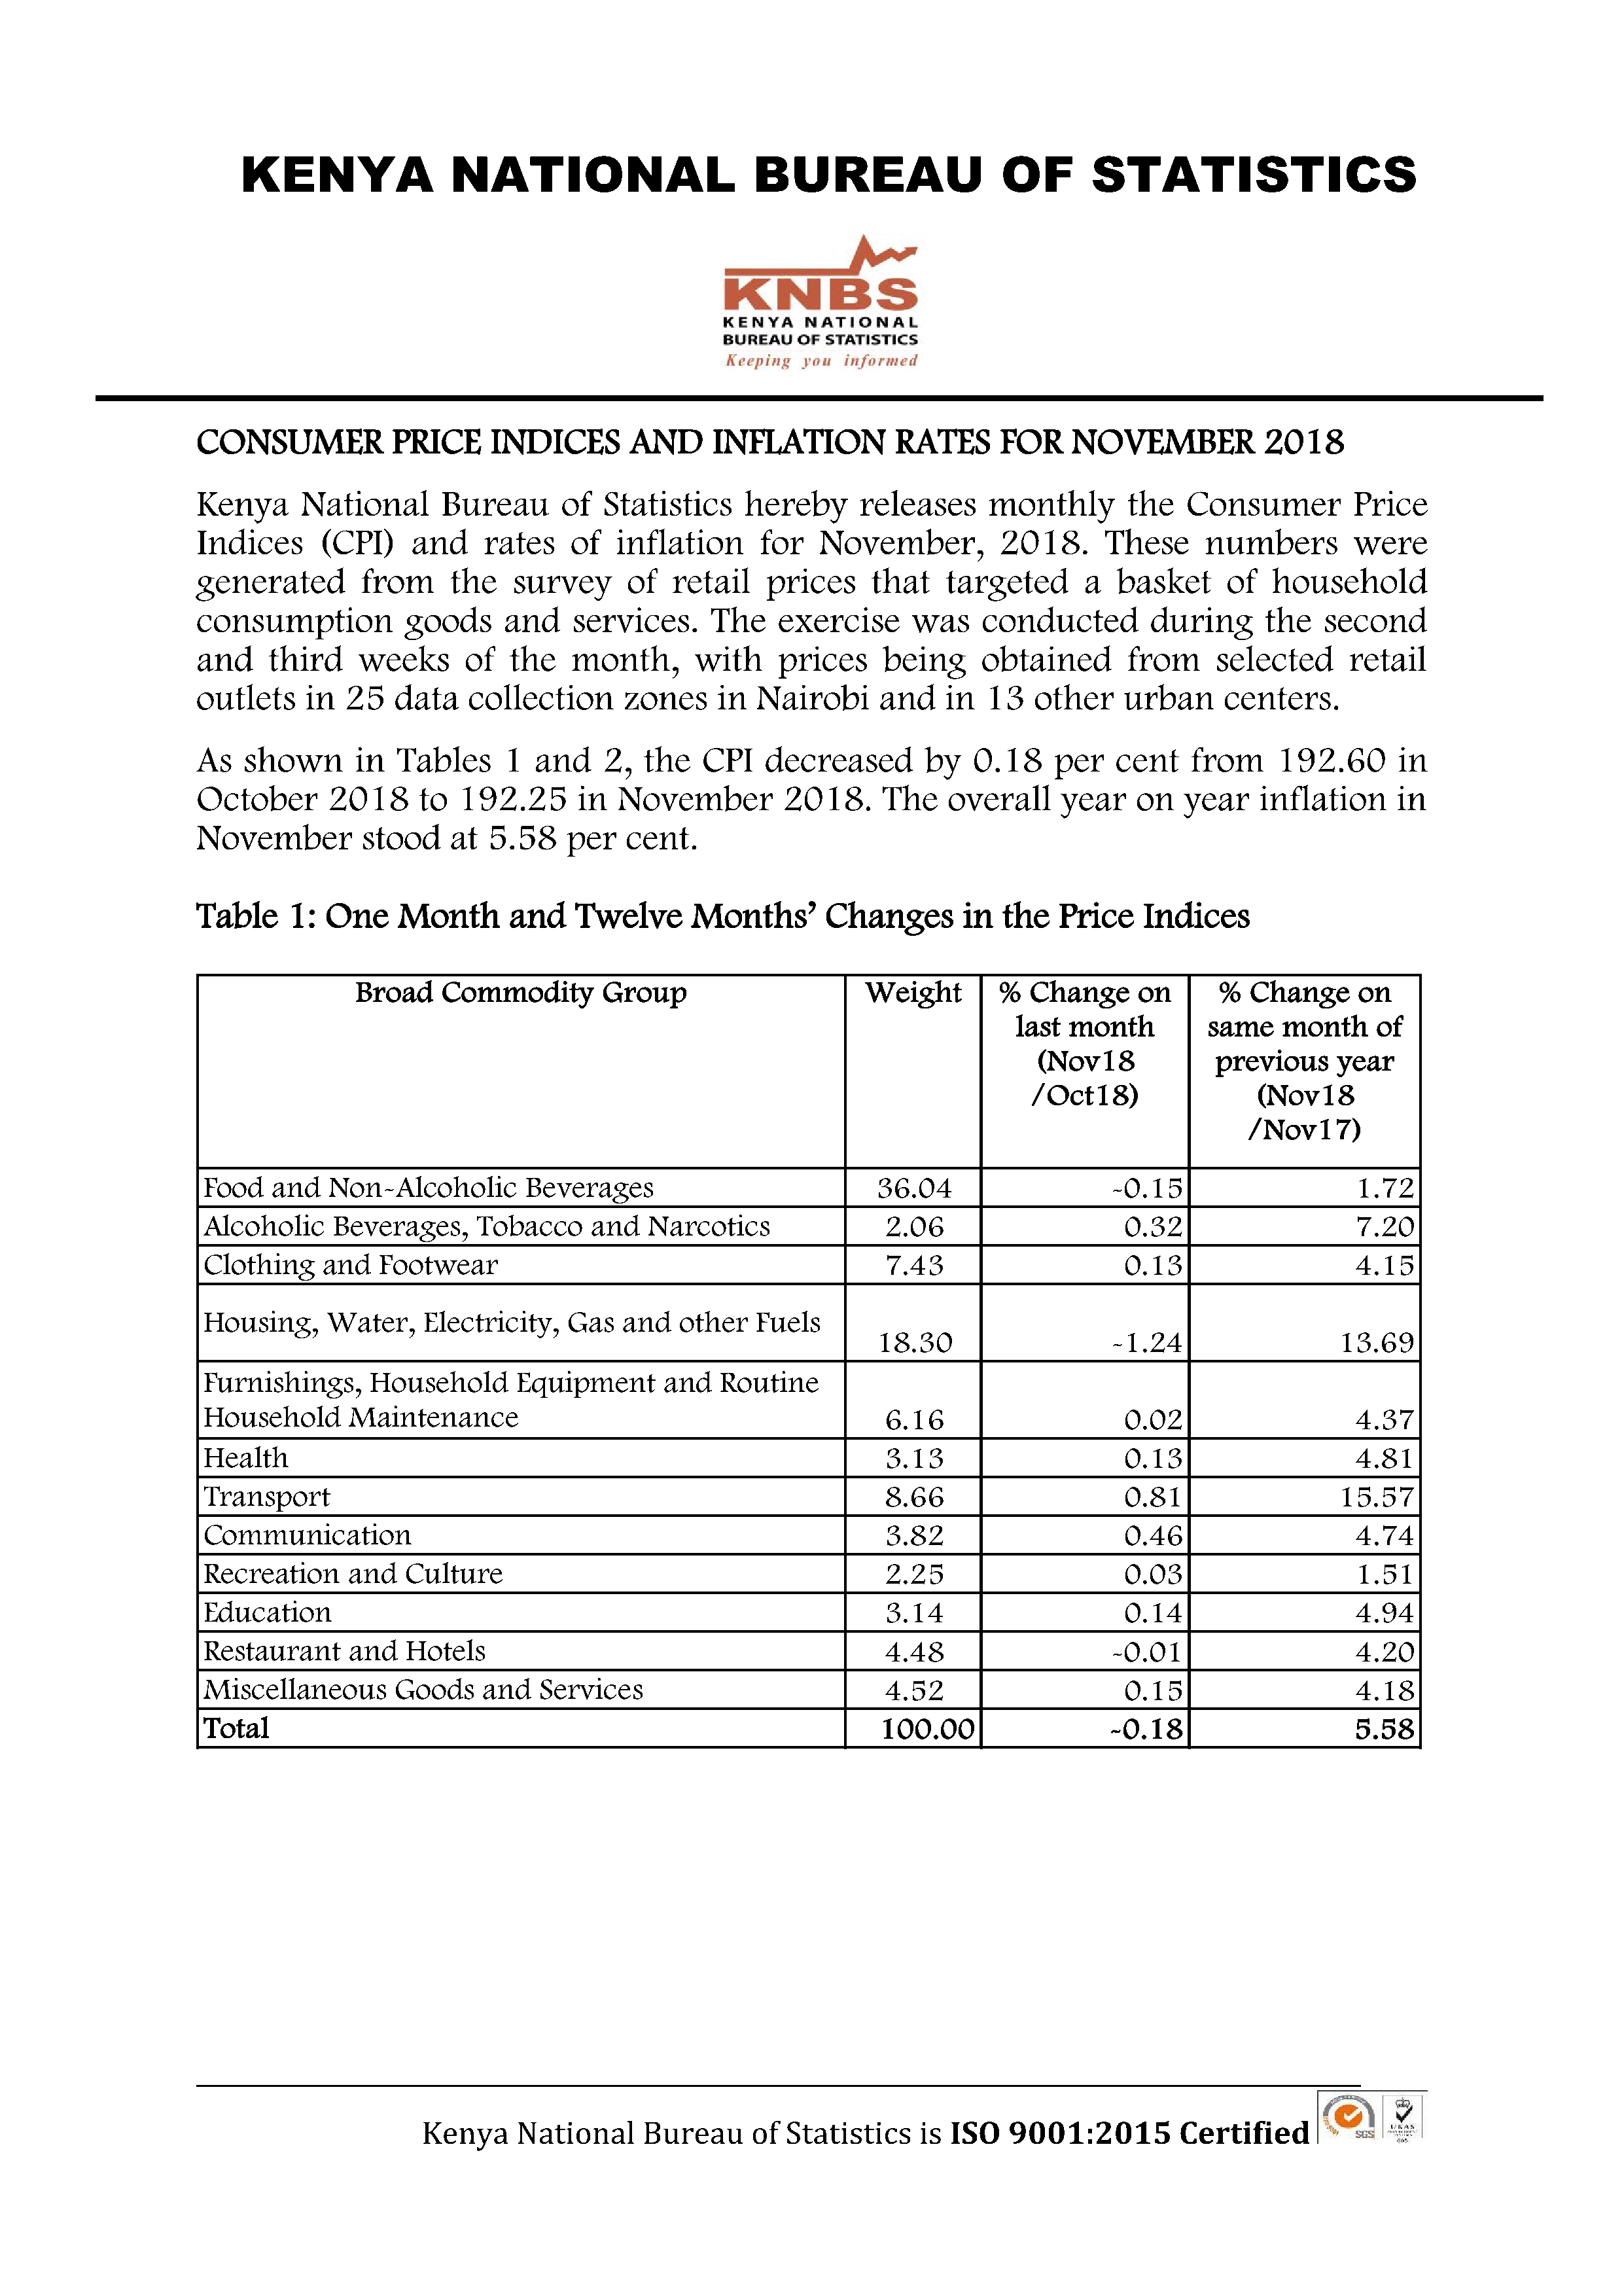 KENYA NATIONAL BUREAU OF STATISTICS
KNBS
KENYA NATIONAL
BUREAU OF STATISTICS
Keeping you informed
CONSUMER PRICE INDICES AND INFLATION RATES FOR NOVEMBER 2018
Kenya National Bureau of Statistics hereby releases monthly the Consumer Price
Indices (CPI) and rates of inflation for November, 2018. These numbers were
generated from the survey of retail prices that targeted a basket of household
consumption goods and services. The exercise was conducted during the second
and third weeks of the month, with prices being obtained from selected retail
outlets in 25 data collection zones in Nairobi and in 13 other urban centers.
As shown in Tables 1 and 2, the CPI decreased by 0.18 per cent from 192.60 in
October 2018 to 192.25 in November 2018. The overall year on year inflation in
November stood at 5.58 per cent.
Table 1: One Month and Twelve Months’ Changes in the Price Indices
Broad Commodity Group Weight % Change on % Change on
last month same month of
(Nov18 previous year
/Oct18) (Nov18
/Nov17)
Food and Non-Alcoholic Beverages 36.04 -0.15 1.72
Alcoholic Beverages, Tobacco and Narcotics 2.06 0.32 7.20
Clothing and Footwear 7.43 0.13 4.15
Housing, Water, Electricity, Gas and other Fuels 18.30 -1.24 13.69
Furnishings, Household Equipment and Routine
Household Maintenance 6.16 0.02 4.37
Health 3.13 0.13 4.81
Transport 8.66 0.81 15.57
Communication 3.82 0.46 4.74
Recreation and Culture 2.25 0.03 1.51
Education 3.14 0.14 4.94
Restaurant and Hotels 4.48 -0.01 4.20
Miscellaneous Goods and Services 4.52 0.15 4.18
Total 100.00 -0.18 5.58
Kenya National Bureau of Statistics is ISO 9001:2015 Certified
SGS
UKAS